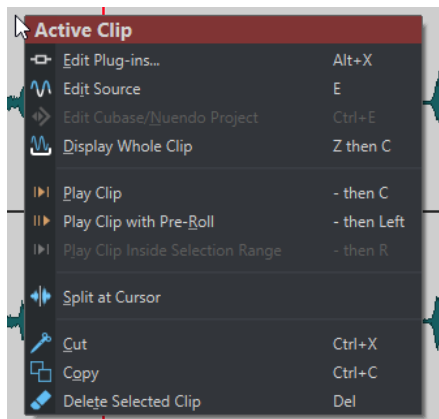 Active Clip
Edit Plug-ins... Alt+X
Edit Source E
Edit Cubase/Nuendo Project Ctrl+E
Display Whole Clip Z then C
Play Clip - then C
Play Clip with Pre-Roll - then Left
Play Clip Inside Selection Range - then R
Split at Cursor
Cut Ctrl+X
Copy Ctrl+C
Delete Selected Clip Del